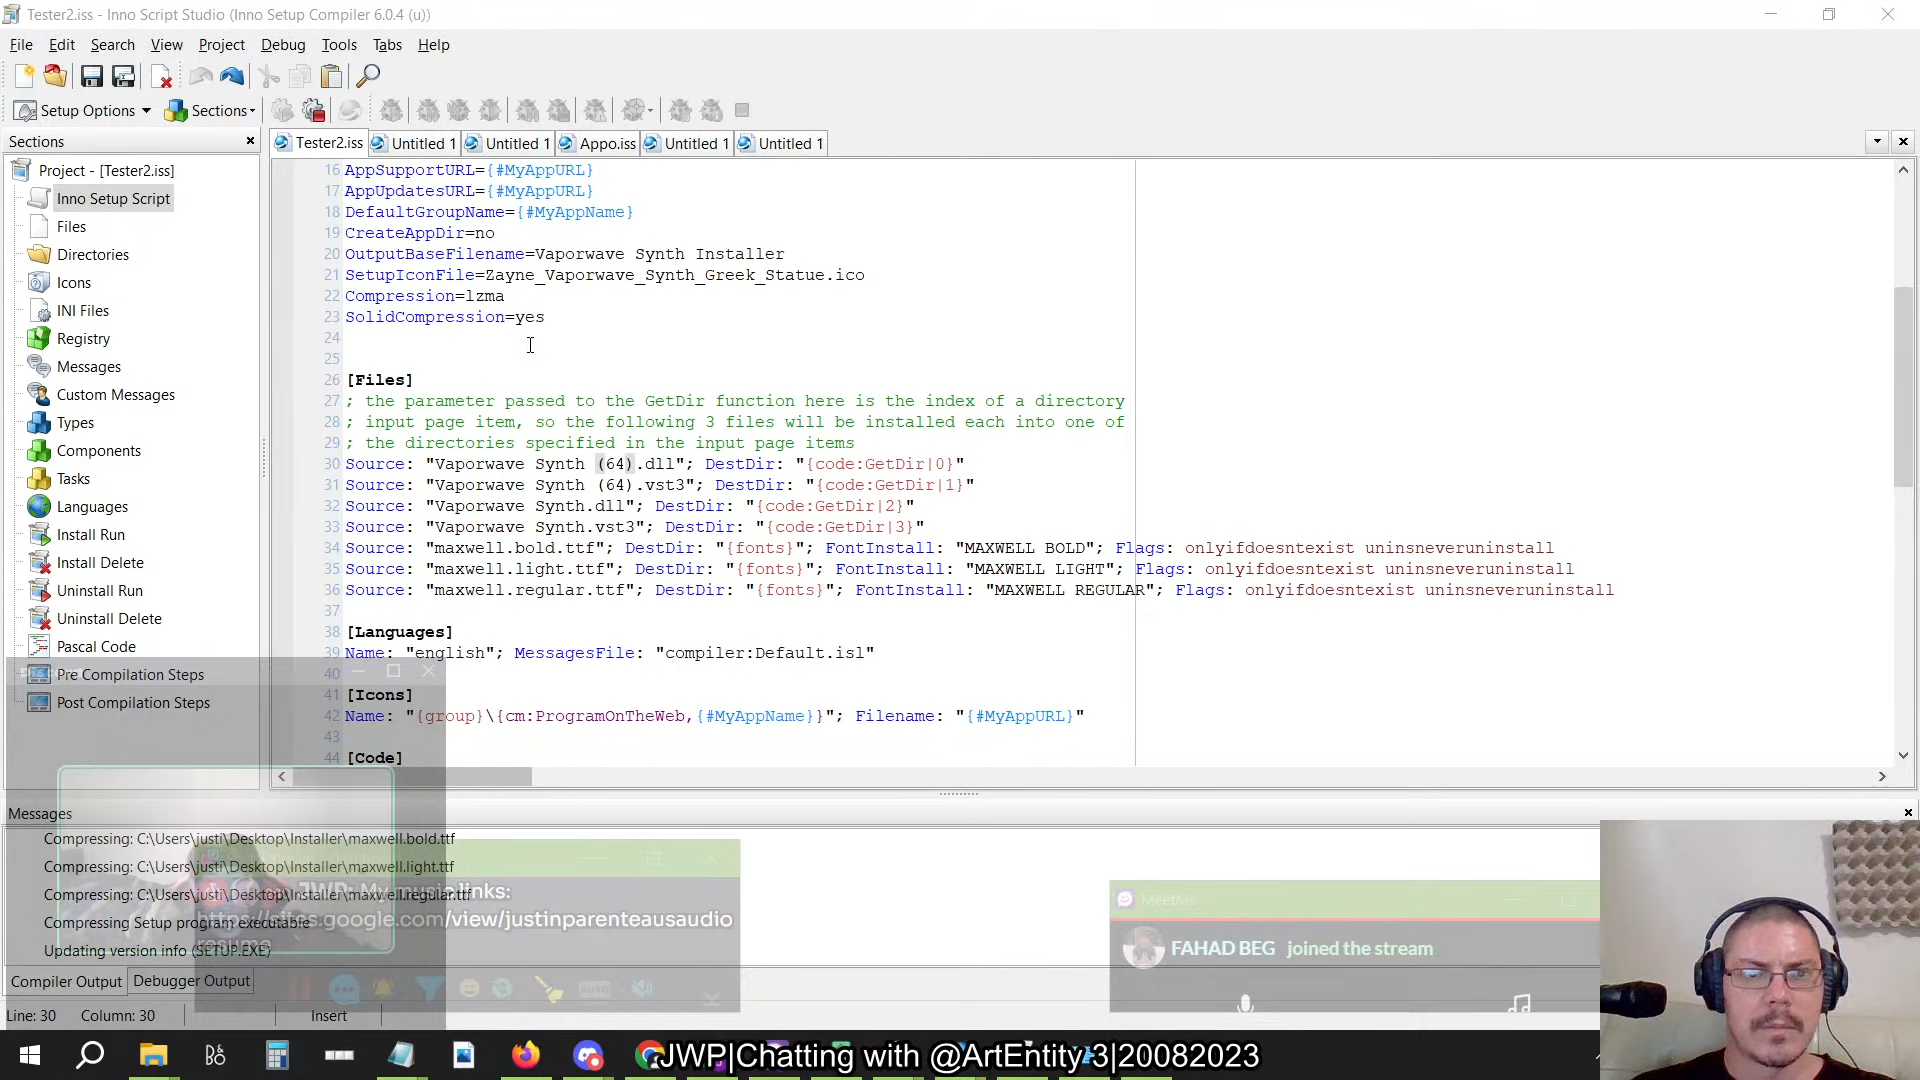 Tester2.iss - Inno Script Studio (Inno Setup Compiler 6.0.4 (u))
File Edit Search View Project Debug Tools Tabs Help
Setup Options Sections
Sections
Tester2.iss Untitled 1 Untitled 1 Appo.iss Untitled 1 Untitled 1
Project - [Tester2.iss]
Inno Setup Script
Files
Directories
Icons
INI Files
Registry
Messages
Custom Messages
Types
Components
Tasks
Languages
Install Run
Install Delete
Uninstall Run
Uninstall Delete
Pascal Code
Pre Compilation Steps
Post Compilation Steps
16 AppSupportURL={#MyAppURL}
17 AppUpdatesURL={#MyAppURL}
18 DefaultGroupName={#MyAppName}
19 CreateAppDir=no
20 OutputBaseFilename=Vaporwave Synth Installer
21 SetupIconFile=Zayne_Vaporwave_Synth_Greek_Statue.ico
22 Compression=lzma
23 SolidCompression=yes
24
25
26 [Files]
27 ; the parameter passed to the GetDir function here is the index of a directory
28 ; input page item, so the following 3 files will be installed each into one of
29 ; the directories specified in the input page items
30 Source: "Vaporwave Synth (64).dll"; DestDir: "{code:GetDir|0}"
31 Source: "Vaporwave Synth (64).vst3"; DestDir: "{code:GetDir|1}"
32 Source: "Vaporwave Synth.dll"; DestDir: "{code:GetDir|2}"
33 Source: "Vaporwave Synth.vst3"; DestDir: "{code:GetDir|3}"
34 Source: "maxwell.bold.ttf"; DestDir: "{fonts}"; FontInstall: "MAXWELL BOLD"; Flags: onlyifdoesntexist uninsneveruninstall
35 Source: "maxwell.light.ttf"; DestDir: "{fonts}"; FontInstall: "MAXWELL LIGHT"; Flags: onlyifdoesntexist uninsneveruninstall
36 Source: "maxwell.regular.ttf"; DestDir: "{fonts}"; FontInstall: "MAXWELL REGULAR"; Flags: onlyifdoesntexist uninsneveruninstall
37
38 [Languages]
39 Name: "english"; MessagesFile: "compiler:Default.isl"
40
41 [Icons]
42 Name: "{group}\{cm:ProgramOnTheWeb,{#MyAppName}}"; Filename: "{#MyAppURL}"
43
44 [Code]
Messages
Compressing: C:\Users\justi\Desktop\Installer\maxwell.bold.ttf
Compressing: C:\Users\justi\Desktop\Installer\maxwell.light.ttf
Compressing: C:\Users\justi\Desktop\Installer\maxwell.regular.ttf
Compressing Setup program executable
Updating version info (SETUP.EXE)
JWP: My music links:
https://sites.google.com/view/justinparenteausaudio
resume
MeetMe
FAHAD BEG joined the stream
Compiler Output Debugger Output
Line: 30 Column: 30 Insert
JWP|Chatting with @ArtEntity 3|20082023